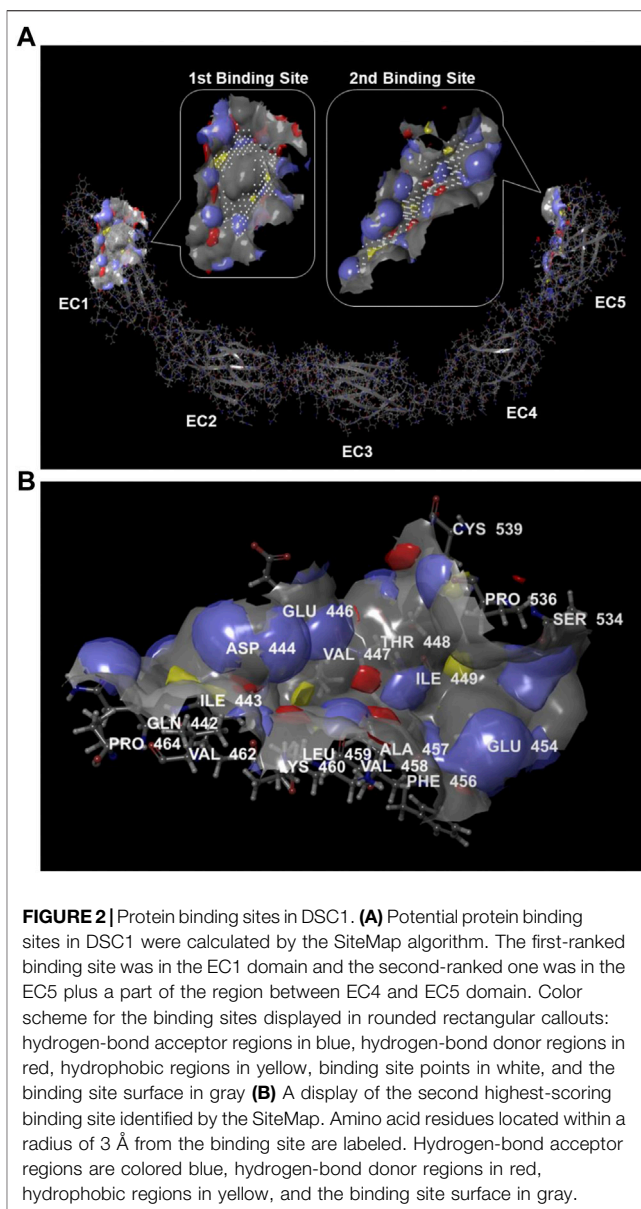 A
1st Binding Site
2nd Binding Site
EC1
EC2
EC3
EC4
EC5
B
CYS 539
PRO 536
SER 534
GLU 446
THR 448
ASP 444
VAL 447
ILE 449
ILE 443
GLN 442
PRO 464
VAL 462
LYS 460
LEU 459
ALA 457
VAL 458
GLU 454
PHE 456
FIGURE 2 | Protein binding sites in DSC1. (A) Potential protein binding
sites in DSC1 were calculated by the SiteMap algorithm. The first-ranked
binding site was in the EC1 domain and the second-ranked one was in the
EC5 plus a part of the region between EC4 and EC5 domain. Color
scheme for the binding sites displayed in rounded rectangular callouts:
hydrogen-bond acceptor regions in blue, hydrogen-bond donor regions in
red, hydrophobic regions in yellow, binding site points in white, and the
binding site surface in gray (B) A display of the second highest-scoring
binding site identified by the SiteMap. Amino acid residues located within a
radius of 3 Å from the binding site are labeled. Hydrogen-bond acceptor
regions are colored blue, hydrogen-bond donor regions in red,
hydrophobic regions in yellow, and the binding site surface in gray.